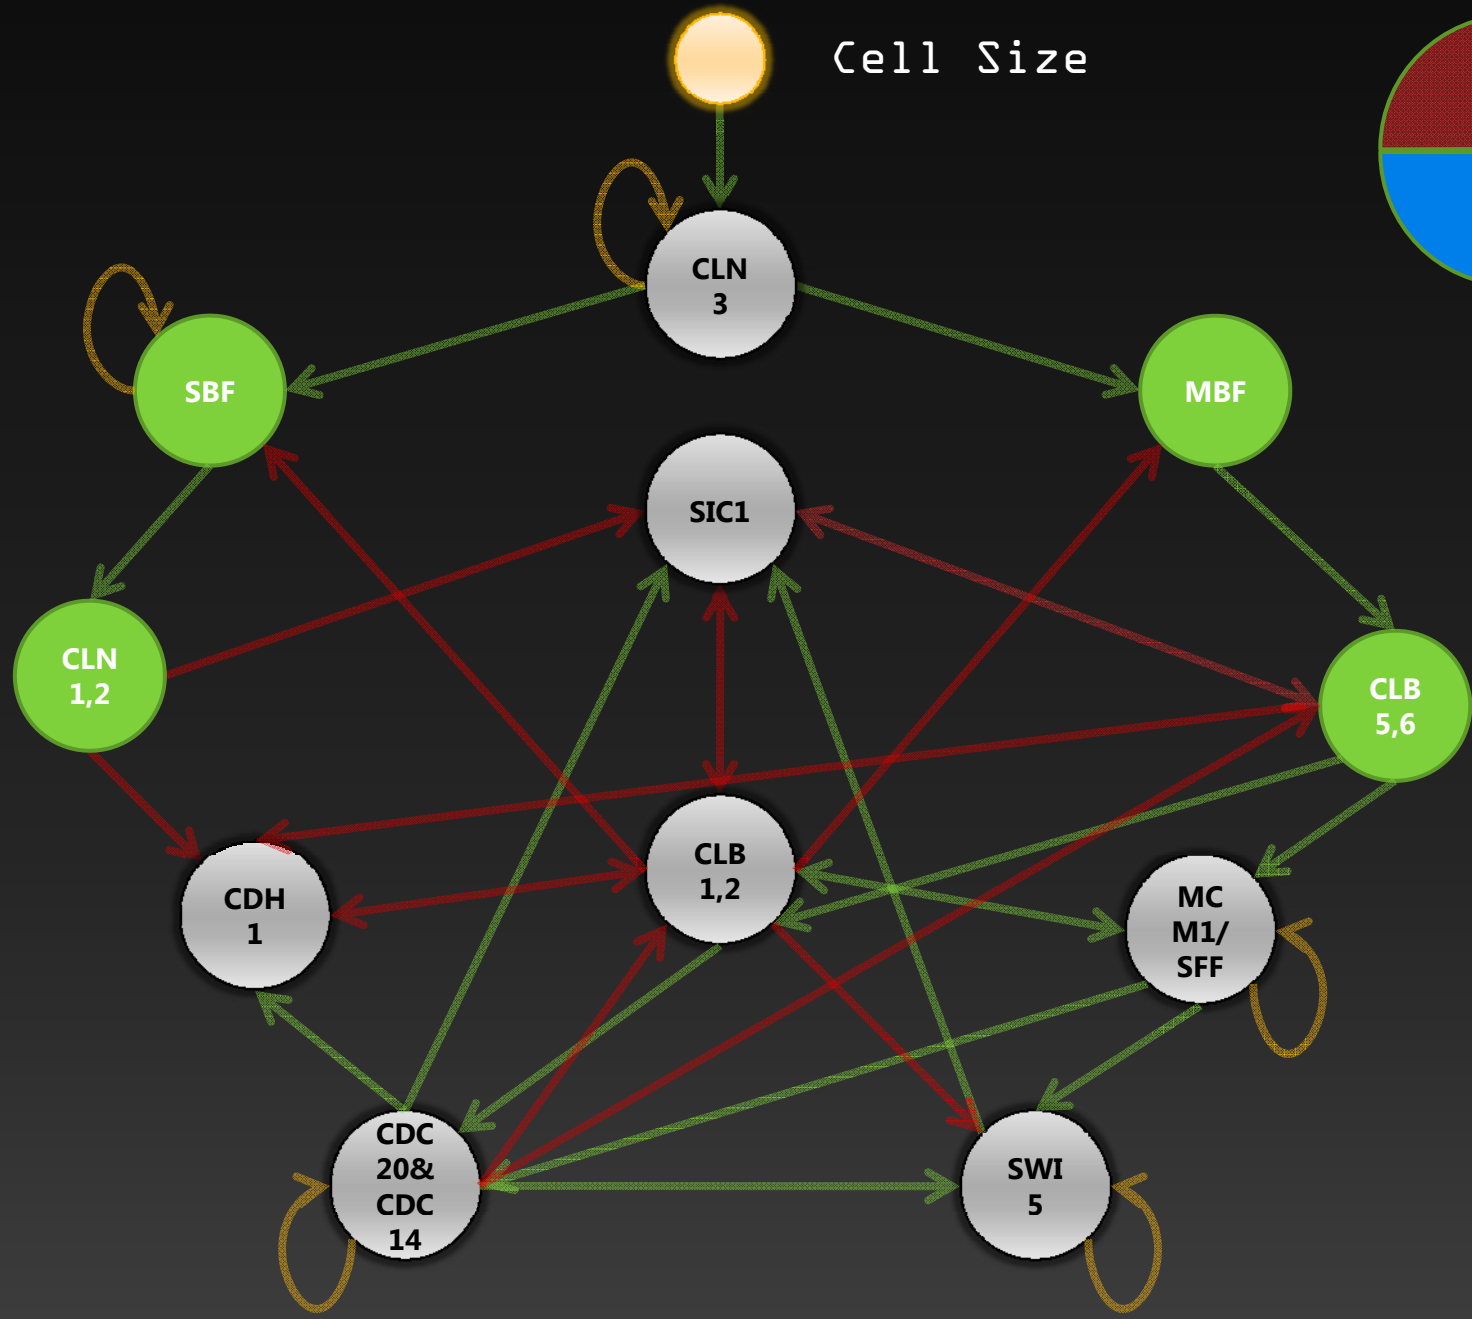 Cell Size
CLN
3
SBF
MBF
SIC1
CLN
1,2
CLB
5,6
CLB
1,2
CDH
1
MC
M1/
SFF
CDC
20&
CDC
14
SWI
5